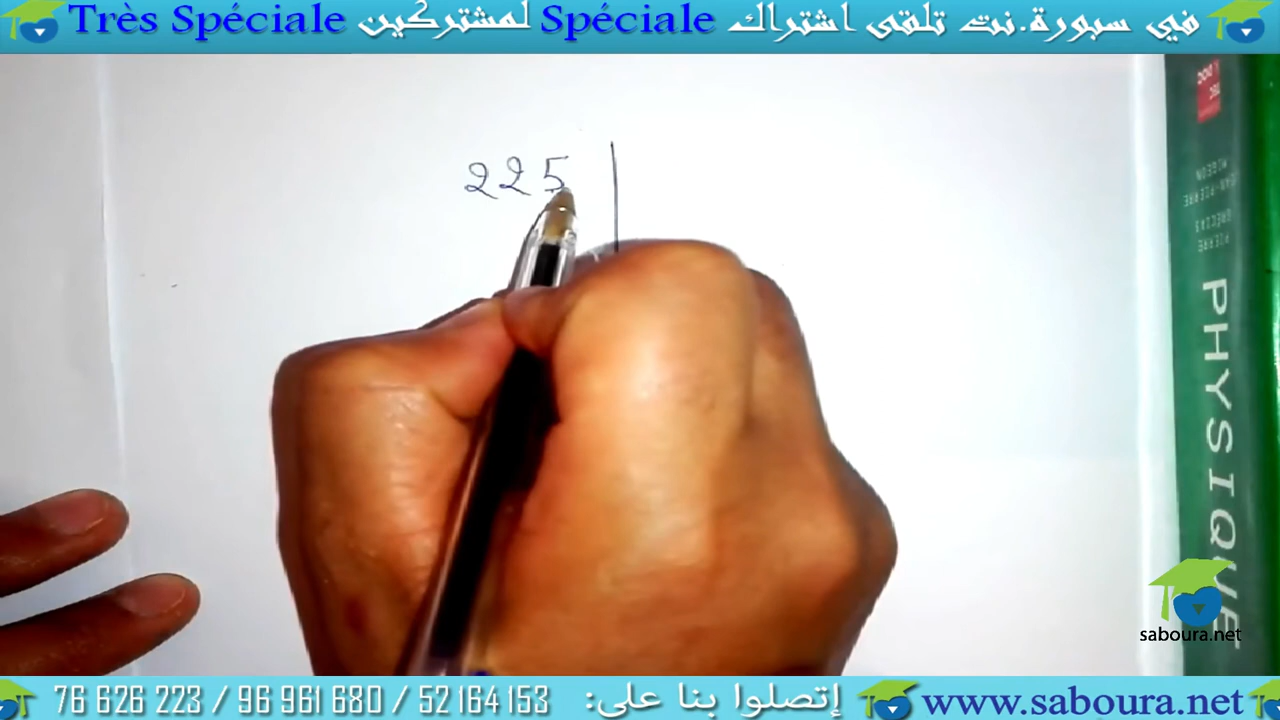 في سبورة.نت تلقى اشتراك Spéciale لمشتركين Très Spéciale
225
PHYSIQUE
saboura.net
76 626 223 / 96 961 680 / 52 164 153 إتصلوا بنا على: www.saboura.net